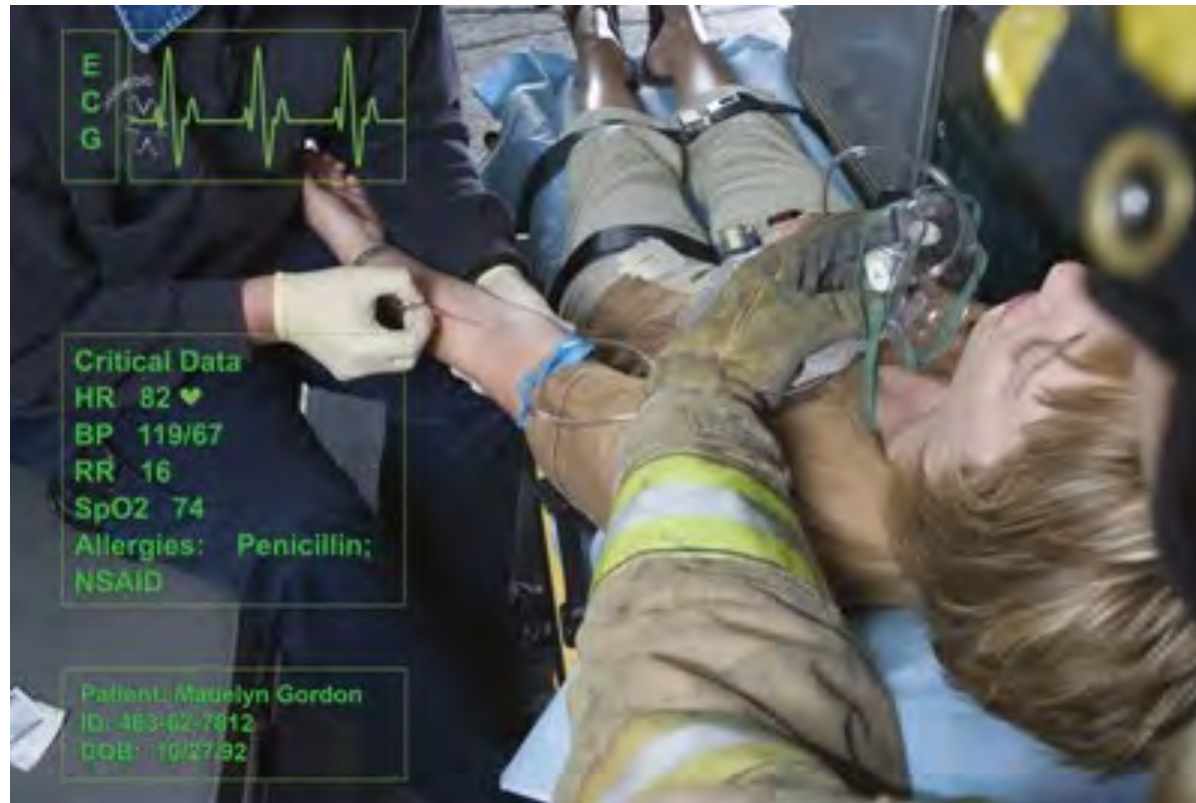 E
C
G
Critical Data
HR 82 ♥
BP 119/67
RR 16
SpO2 74
Allergies: Penicillin;
NSAID
Patient: Madelyn Gordon
ID: 463-62-7812
DOB: 10/27/92